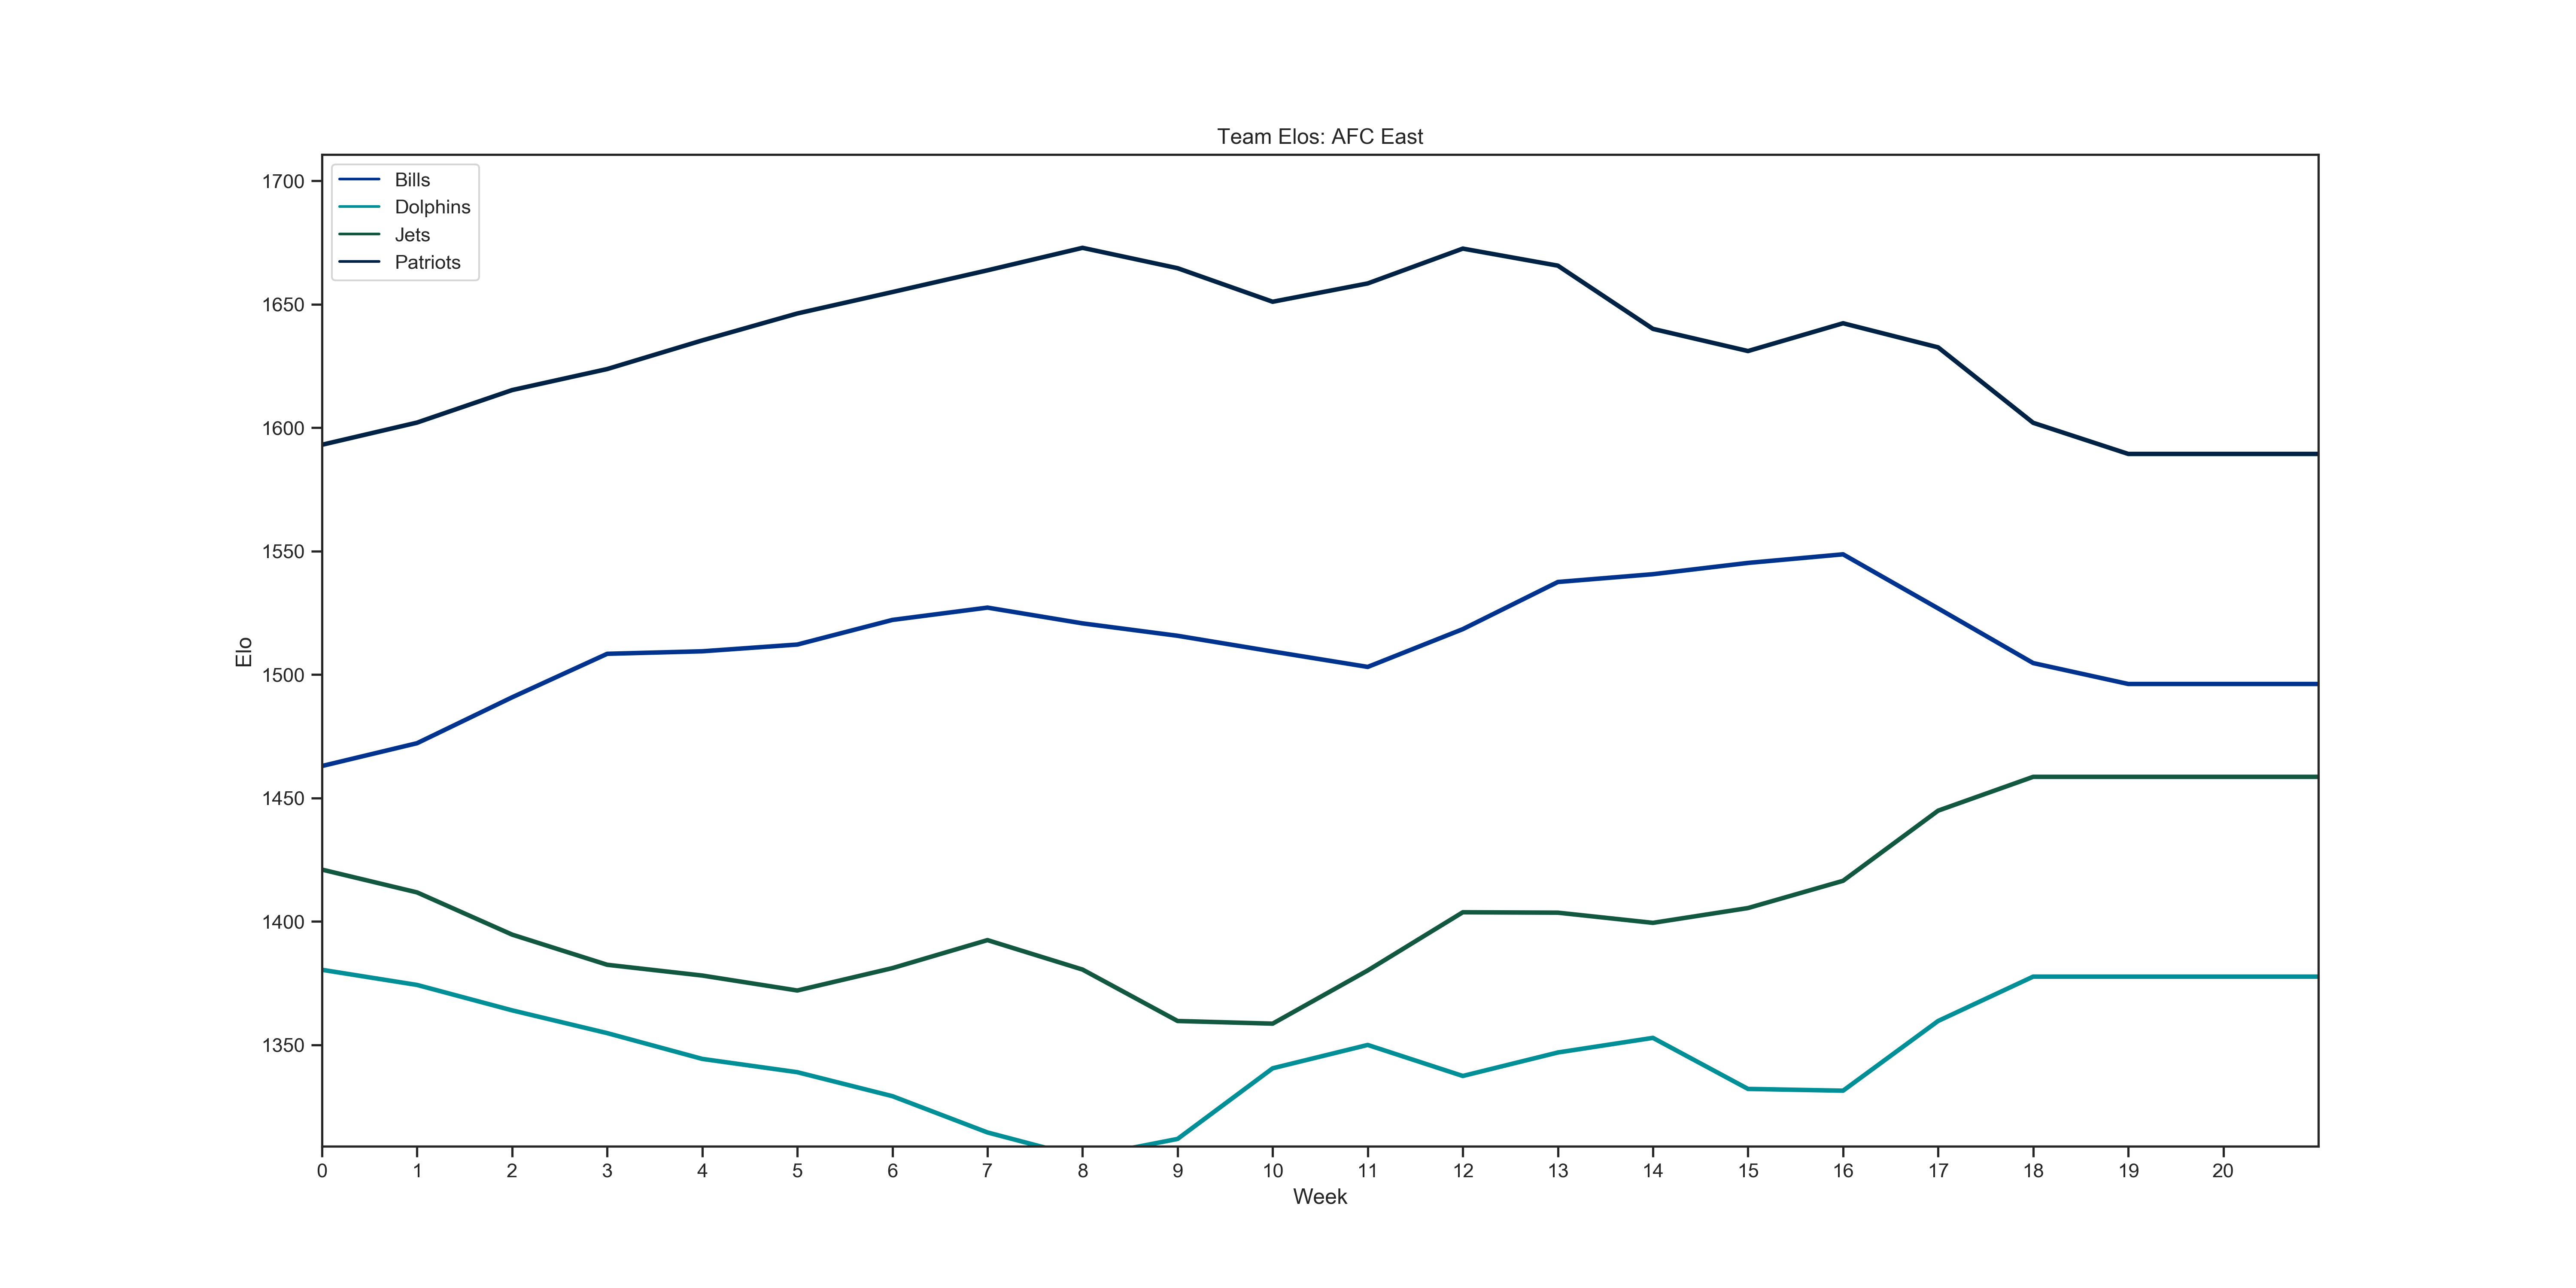 Team Elos: AFC East
Bills
Dolphins
Jets
Patriots
1700
1650
1600
1550
1500
1450
1400
1350
Elo
0 1 2 3 4 5 6 7 8 9 10 11 12 13 14 15 16 17 18 19 20
Week